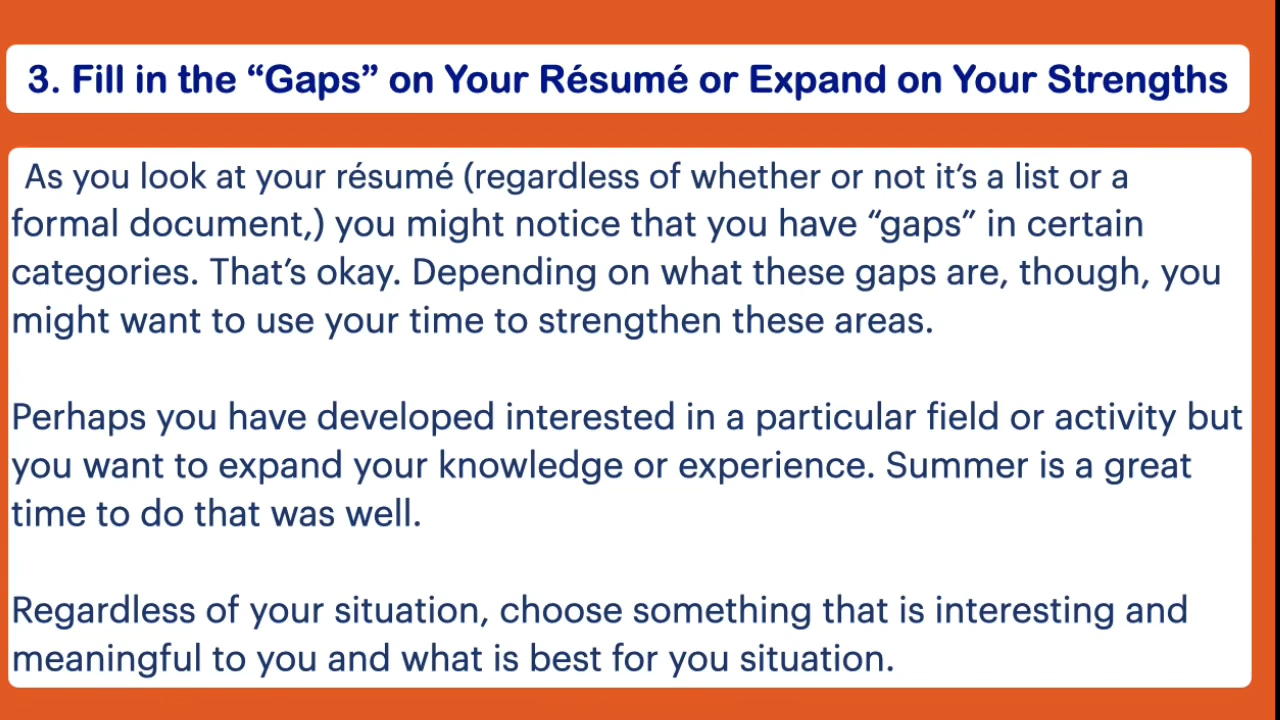 3. Fill in the “Gaps” on Your Résumé or Expand on Your Strengths
As you look at your résumé (regardless of whether or not it’s a list or a
formal document,) you might notice that you have “gaps” in certain
categories. That’s okay. Depending on what these gaps are, though, you
might want to use your time to strengthen these areas.
Perhaps you have developed interested in a particular field or activity but
you want to expand your knowledge or experience. Summer is a great
time to do that was well.
Regardless of your situation, choose something that is interesting and
meaningful to you and what is best for you situation.